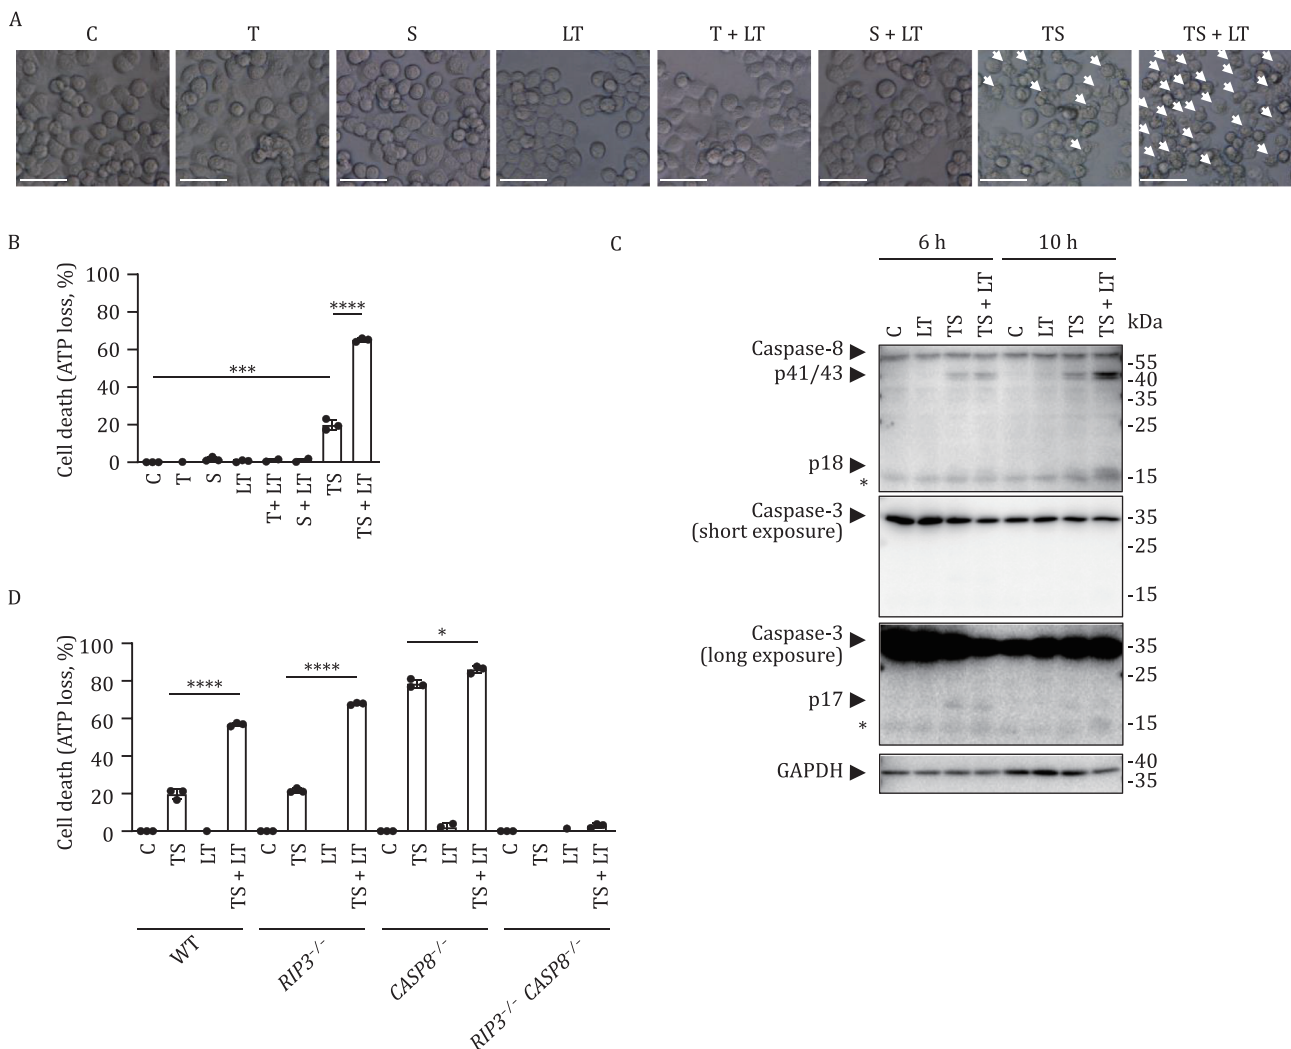 A
C T S LT T + LT S + LT TS TS + LT
B
Cell death (ATP loss, %)
100
80
60
40
20
0
***
****
C T S LT T+ LT S + LT TS TS + LT
C
6 h 10 h
C LT TS TS + LT C LT TS TS + LT kDa
Caspase-8
p41/43
p18
*
-55
-40
-35
-25
-15
Caspase-3
(short exposure)
-35
-25
-15
Caspase-3
(long exposure)
p17
*
-35
-25
-15
GAPDH
-40
-35
D
Cell death (ATP loss, %)
100
80
60
40
20
0
**** **** *
C TS LT TS + LT C TS LT TS + LT C TS LT TS + LT C TS LT TS + LT
WT RIP3-/- CASP8-/- RIP3-/- CASP8-/-